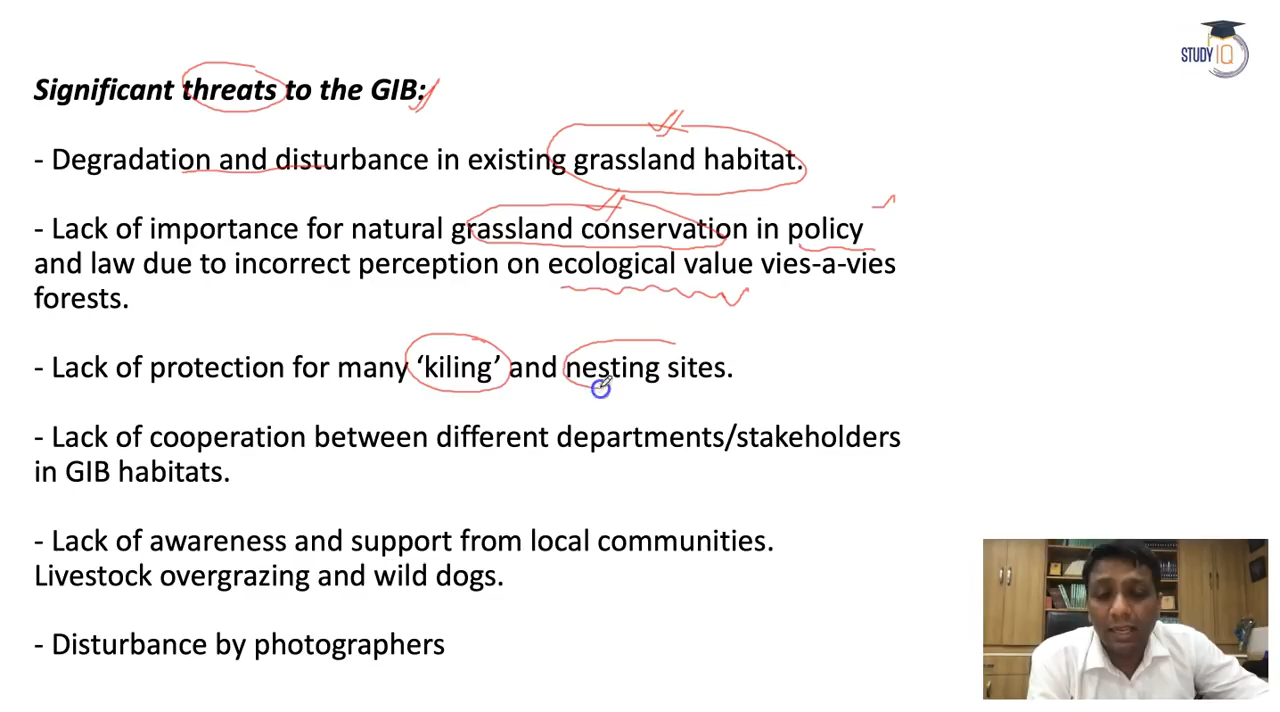 STUDY IQ
Significant threats to the GIB:
- Degradation and disturbance in existing grassland habitat.
- Lack of importance for natural grassland conservation in policy
and law due to incorrect perception on ecological value vies-a-vies
forests.
- Lack of protection for many ‘kiling’ and nesting sites.
- Lack of cooperation between different departments/stakeholders
in GIB habitats.
- Lack of awareness and support from local communities.
Livestock overgrazing and wild dogs.
- Disturbance by photographers